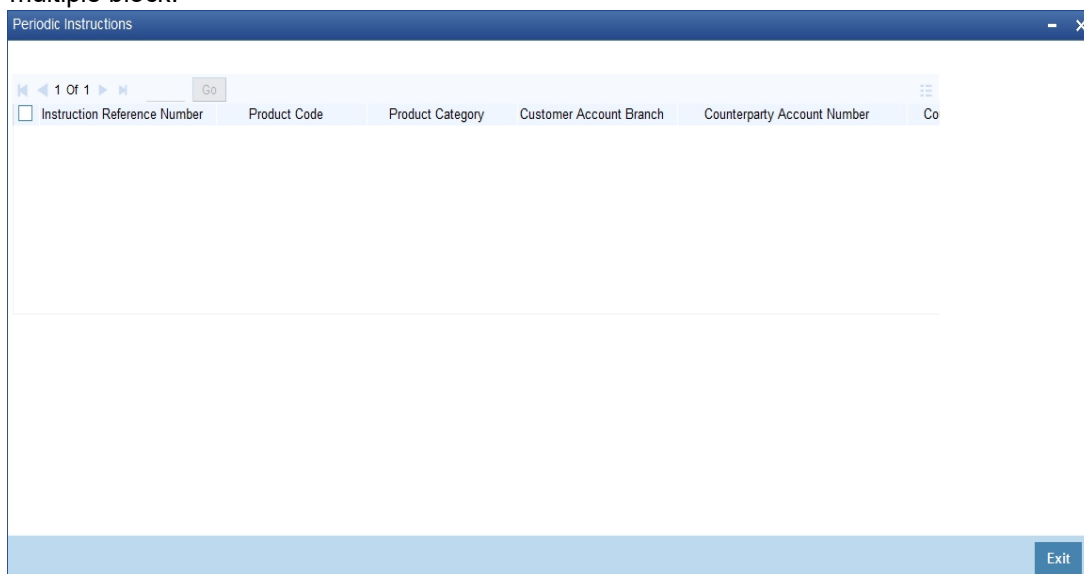 Periodic Instructions
1 Of 1 Go
Instruction Reference Number Product Code Product Category Customer Account Branch Counterparty Account Number Co
Exit